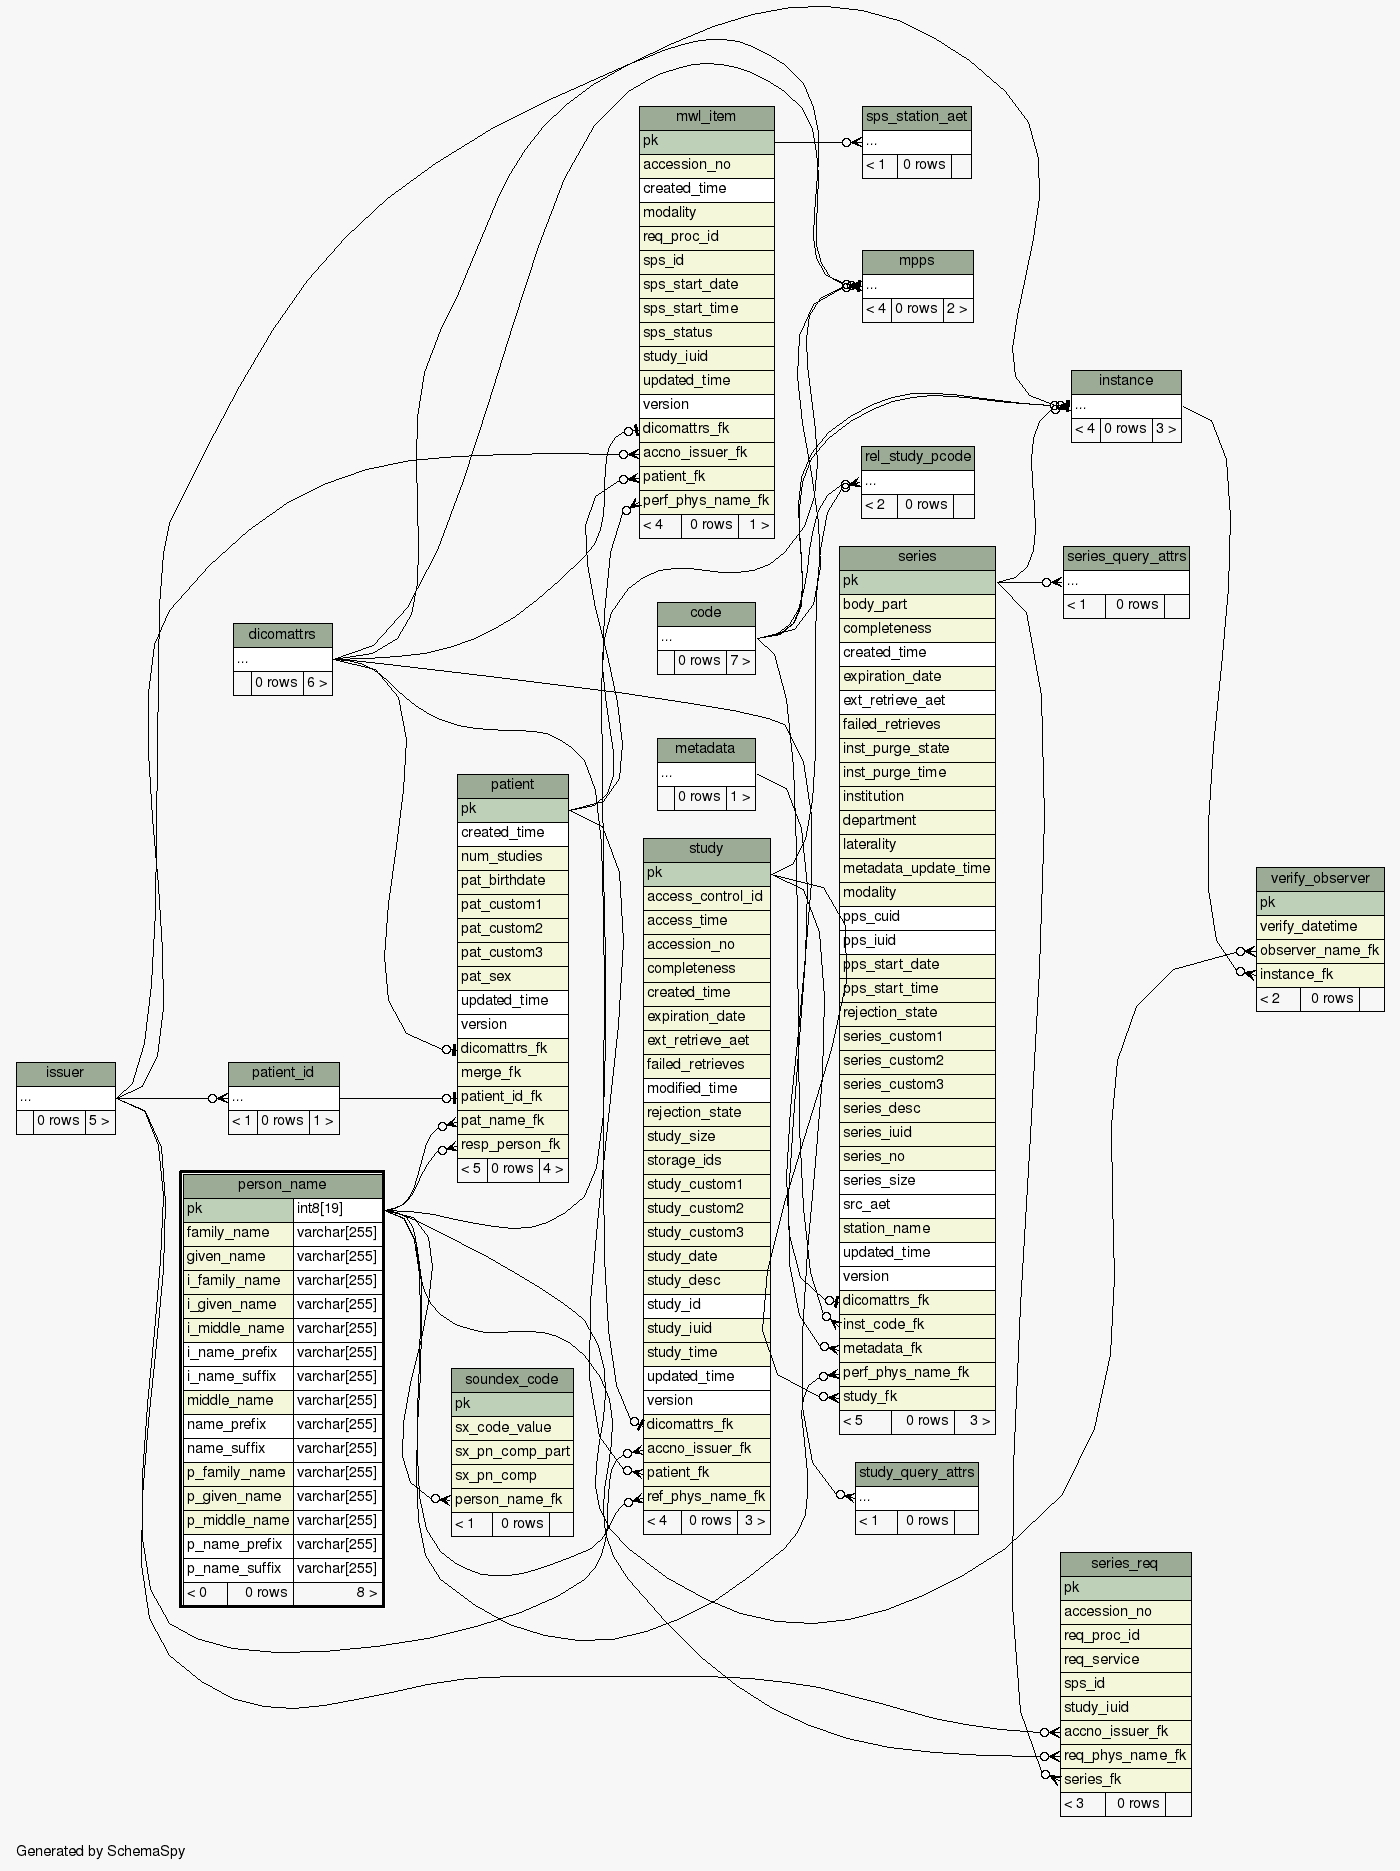 mwl_item
pk
accession_no
created_time
modality
req_proc_id
sps_id
sps_start_date
sps_start_time
sps_status
study_iuid
updated_time
version
dicomattrs_fk
accno_issuer_fk
patient_fk
perf_phys_name_fk
< 4 0 rows 1 >
sps_station_aet
...
< 1 0 rows
mpps
...
< 4 0 rows 2 >
instance
...
< 4 0 rows 3 >
rel_study_pcode
...
< 2 0 rows
series
pk
body_part
completeness
created_time
expiration_date
ext_retrieve_aet
failed_retrieves
inst_purge_state
inst_purge_time
institution
department
laterality
metadata_update_time
modality
pps_cuid
pps_iuid
pps_start_date
pps_start_time
rejection_state
series_custom1
series_custom2
series_custom3
series_desc
series_iuid
series_no
series_size
src_aet
station_name
updated_time
version
dicomattrs_fk
inst_code_fk
metadata_fk
perf_phys_name_fk
study_fk
< 5 0 rows 3 >
series_query_attrs
...
< 1 0 rows
code
...
0 rows 7 >
dicomattrs
...
0 rows 6 >
metadata
...
0 rows 1 >
patient
pk
created_time
num_studies
pat_birthdate
pat_custom1
pat_custom2
pat_custom3
pat_sex
updated_time
version
dicomattrs_fk
merge_fk
patient_id_fk
pat_name_fk
resp_person_fk
< 5 0 rows 4 >
study
pk
access_control_id
access_time
accession_no
completeness
created_time
expiration_date
ext_retrieve_aet
failed_retrieves
modified_time
rejection_state
study_size
storage_ids
study_custom1
study_custom2
study_custom3
study_date
study_desc
study_id
study_iuid
study_time
updated_time
version
dicomattrs_fk
accno_issuer_fk
patient_fk
ref_phys_name_fk
< 4 0 rows 3 >
verify_observer
pk
verify_datetime
observer_name_fk
instance_fk
< 2 0 rows
issuer
...
0 rows 5 >
patient_id
...
< 1 0 rows 1 >
person_name
pk int8[19]
family_name varchar[255]
given_name varchar[255]
i_family_name varchar[255]
i_given_name varchar[255]
i_middle_name varchar[255]
i_name_prefix varchar[255]
i_name_suffix varchar[255]
middle_name varchar[255]
name_prefix varchar[255]
name_suffix varchar[255]
p_family_name varchar[255]
p_given_name varchar[255]
p_middle_name varchar[255]
p_name_prefix varchar[255]
p_name_suffix varchar[255]
< 0 0 rows 8 >
soundex_code
pk
sx_code_value
sx_pn_comp_part
sx_pn_comp
person_name_fk
< 1 0 rows
study_query_attrs
...
< 1 0 rows
series_req
pk
accession_no
req_proc_id
req_service
sps_id
study_iuid
accno_issuer_fk
req_phys_name_fk
series_fk
< 3 0 rows
Generated by SchemaSpy